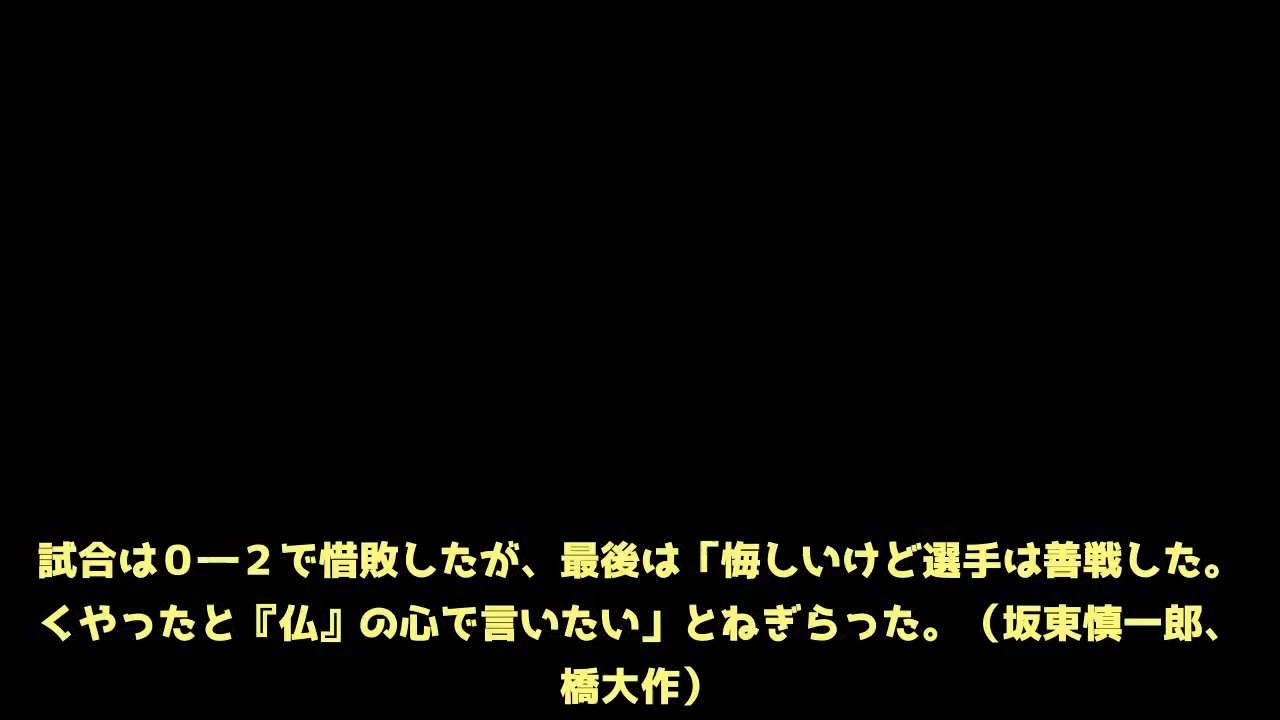 試合は０―２で惜敗したが、最後は「悔しいけど選手は善戦した。
くやったと『仏』の心で言いたい」とねぎらった。（坂東慎一郎、
橋大作）